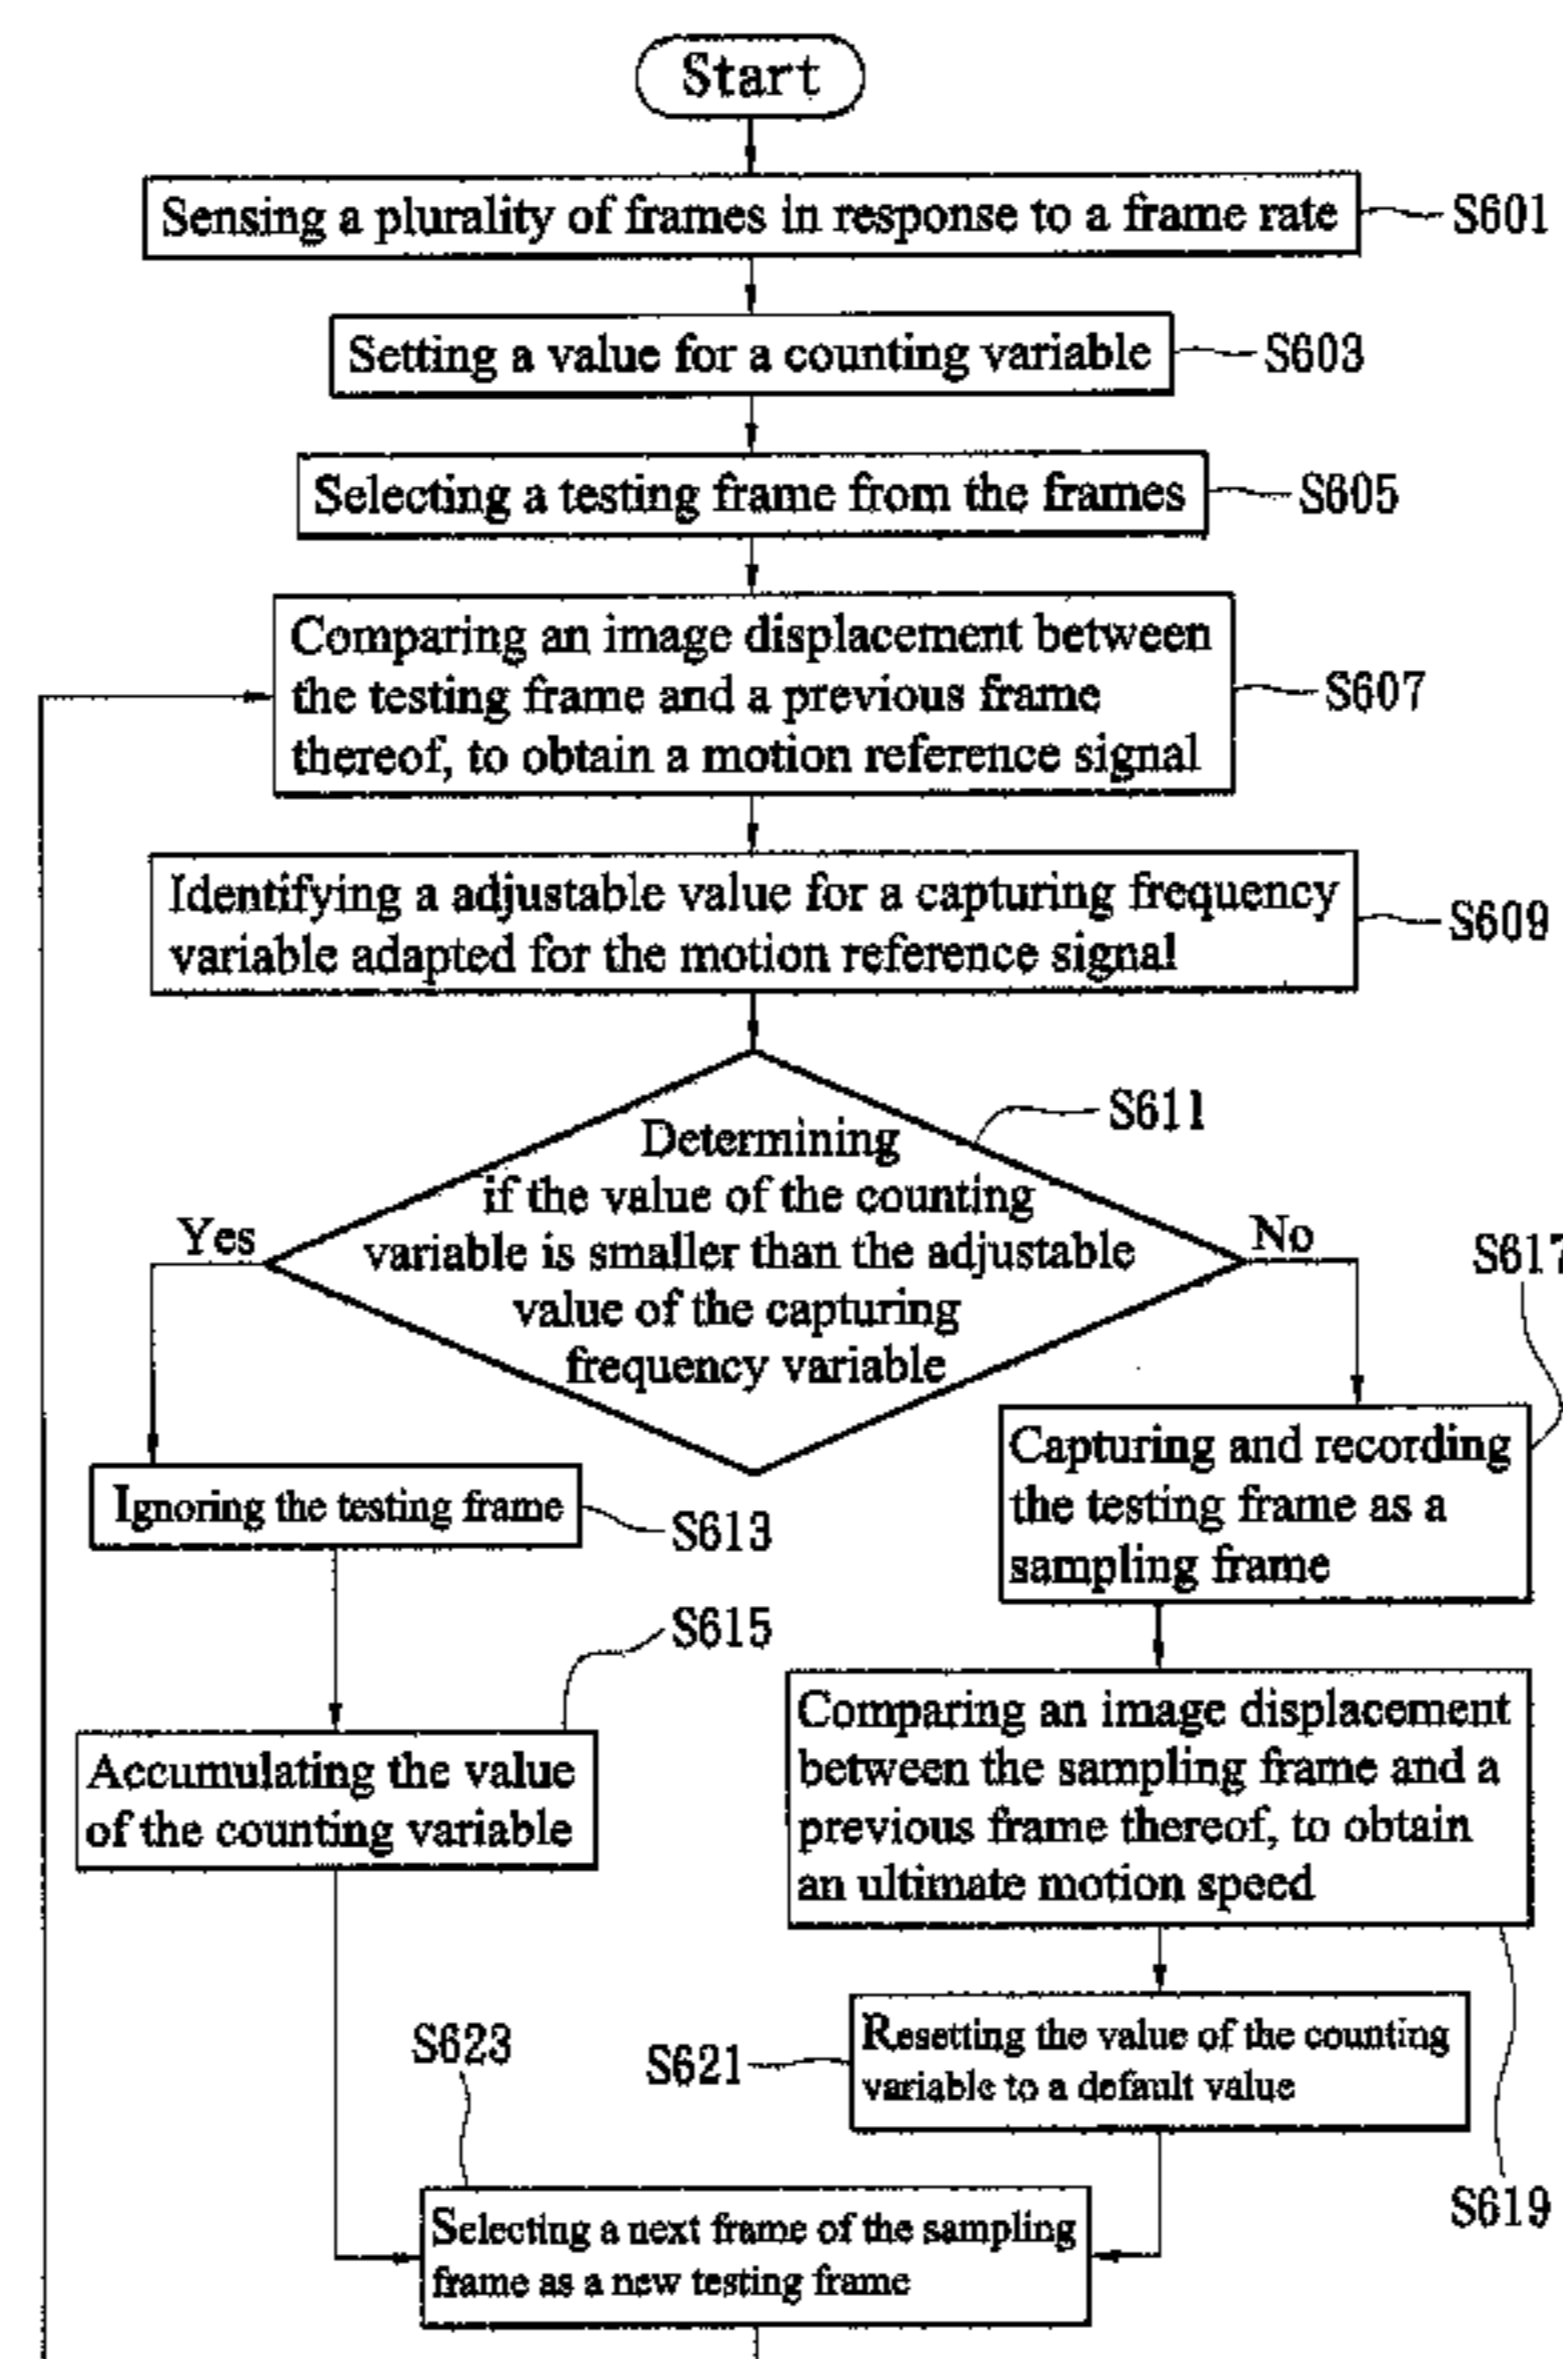 Start
Sensing a plurality of frames in response to a frame rate
S601
Setting a value for a counting variable
S603
Selecting a testing frame from the frames
S605
Comparing an image displacement between
the testing frame and a previous frame
thereof, to obtain a motion reference signal
S607
Identifying a adjustable value for a capturing frequency
variable adapted for the motion reference signal
S609
Determining
if the value of the counting
variable is smaller than the adjustable
value of the capturing
frequency variable
S611
Yes
No
S617
Ignoring the testing frame
S613
Capturing and recording
the testing frame as a
sampling frame
S615
Accumulating the value
of the counting variable
Comparing an image displacement
between the sampling frame and a
previous frame thereof, to obtain
an ultimate motion speed
S619
S621
Resetting the value of the counting
variable to a default value
S623
Selecting a next frame of the sampling
frame as a new testing frame